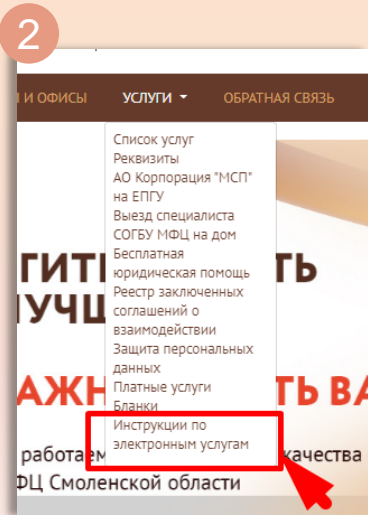 2
И ОФИСЫ УСЛУГИ ОБРАТНАЯ СВЯЗЬ
Список услуг
Реквизиты
АО Корпорация "МСП"
на ЕПГУ
Выезд специалиста
СОГБУ МФЦ на дом
Бесплатная
юридическая помощь
Реестр заключенных
соглашений о
взаимодействии
Защита персональных
данных
Платные услуги
Бланки
Инструкции по
электронным услугам
работаем качества
ФЦ Смоленской области